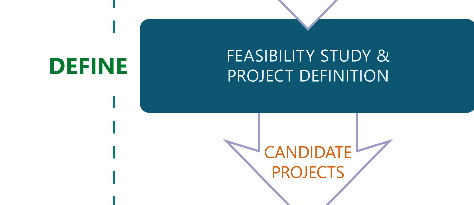 DEFINE
FEASIBILITY STUDY &
PROJECT DEFINITION
CANDIDATE
PROJECTS